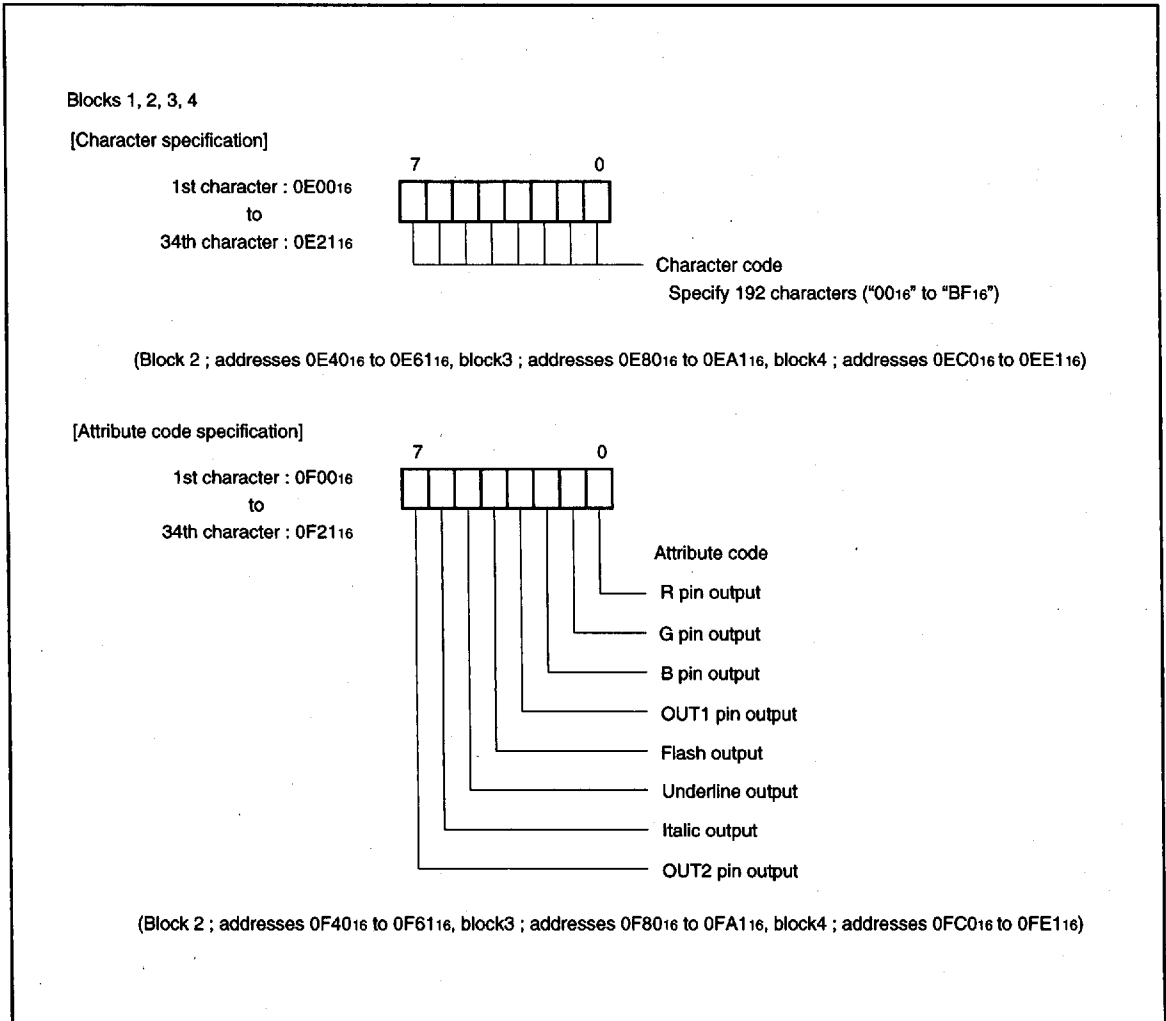 Blocks 1, 2, 3, 4
[Character specification]
7 0
1st character : 0E0016
to
34th character : 0E2116
Character code
Specify 192 characters (“0016” to “BF16”)
(Block 2 ; addresses 0E4016 to 0E6116, block3 ; addresses 0E8016 to 0EA116, block4 ; addresses 0EC016 to 0EE116)
[Attribute code specification]
7 0
1st character : 0F0016
to
34th character : 0F2116
Attribute code
R pin output
G pin output
B pin output
OUT1 pin output
Flash output
Underline output
Italic output
OUT2 pin output
(Block 2 ; addresses 0F4016 to 0F6116, block3 ; addresses 0F8016 to 0FA116, block4 ; addresses 0FC016 to 0FE116)